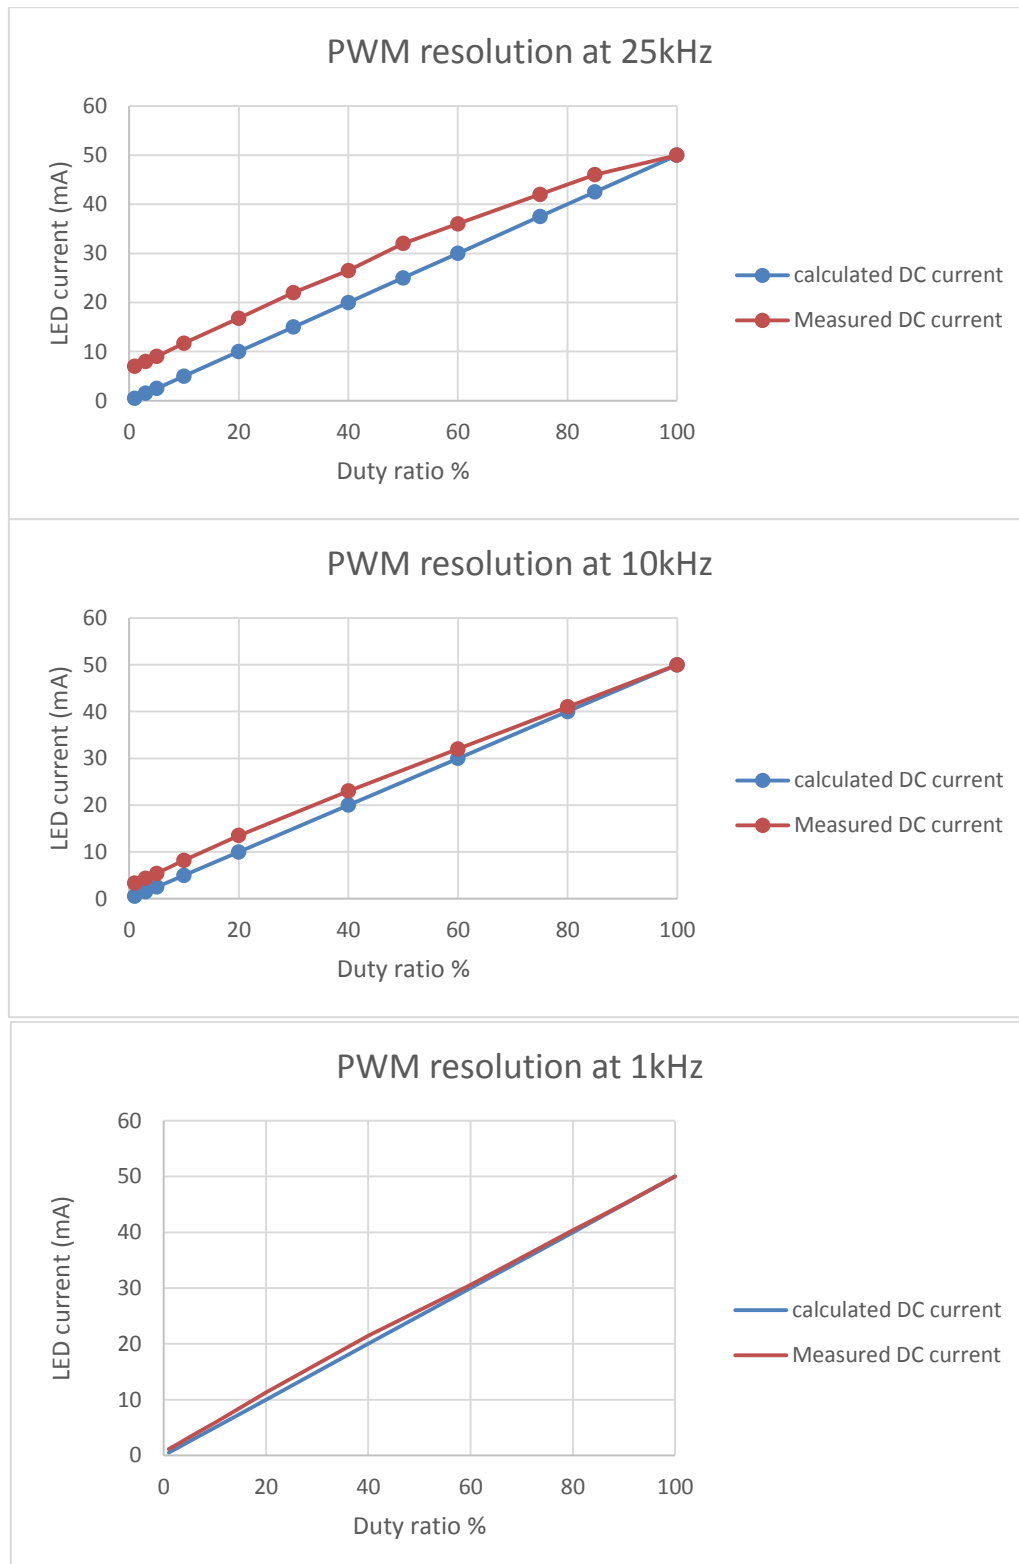 PWM resolution at 25kHz
60
50
40
30
20
10
0
LED current (mA)
0 20 40 60 80 100
Duty ratio %
calculated DC current
Measured DC current
PWM resolution at 10kHz
60
50
40
30
20
10
0
LED current (mA)
0 20 40 60 80 100
Duty ratio %
calculated DC current
Measured DC current
PWM resolution at 1kHz
60
50
40
30
20
10
0
LED current (mA)
0 20 40 60 80 100
Duty ratio %
calculated DC current
Measured DC current